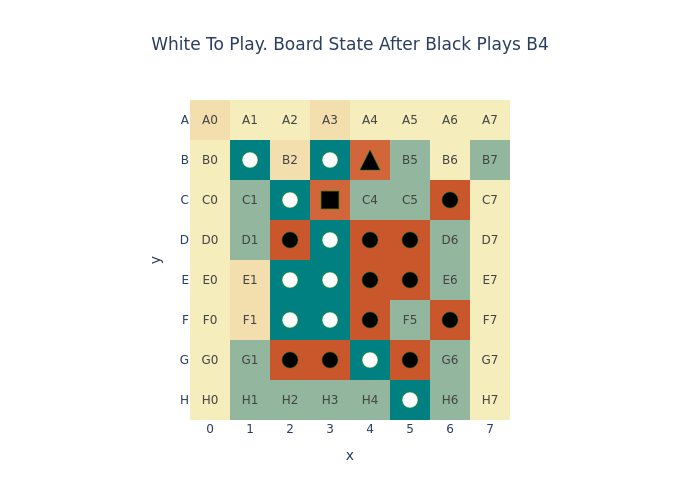 White To Play. Board State After Black Plays B4
A A0 A1 A2 A3 A4 A5 A6 A7
B B0 B2 B5 B6 B7
C C0 C1 C4 C5 C7
D D0 D1 D6 D7
y
E E0 E1 E6 E7
F F0 F1 F5 F7
G G0 G1 G6 G7
H H0 H1 H2 H3 H4 H6 H7
0 1 2 3 4 5 6 7
x